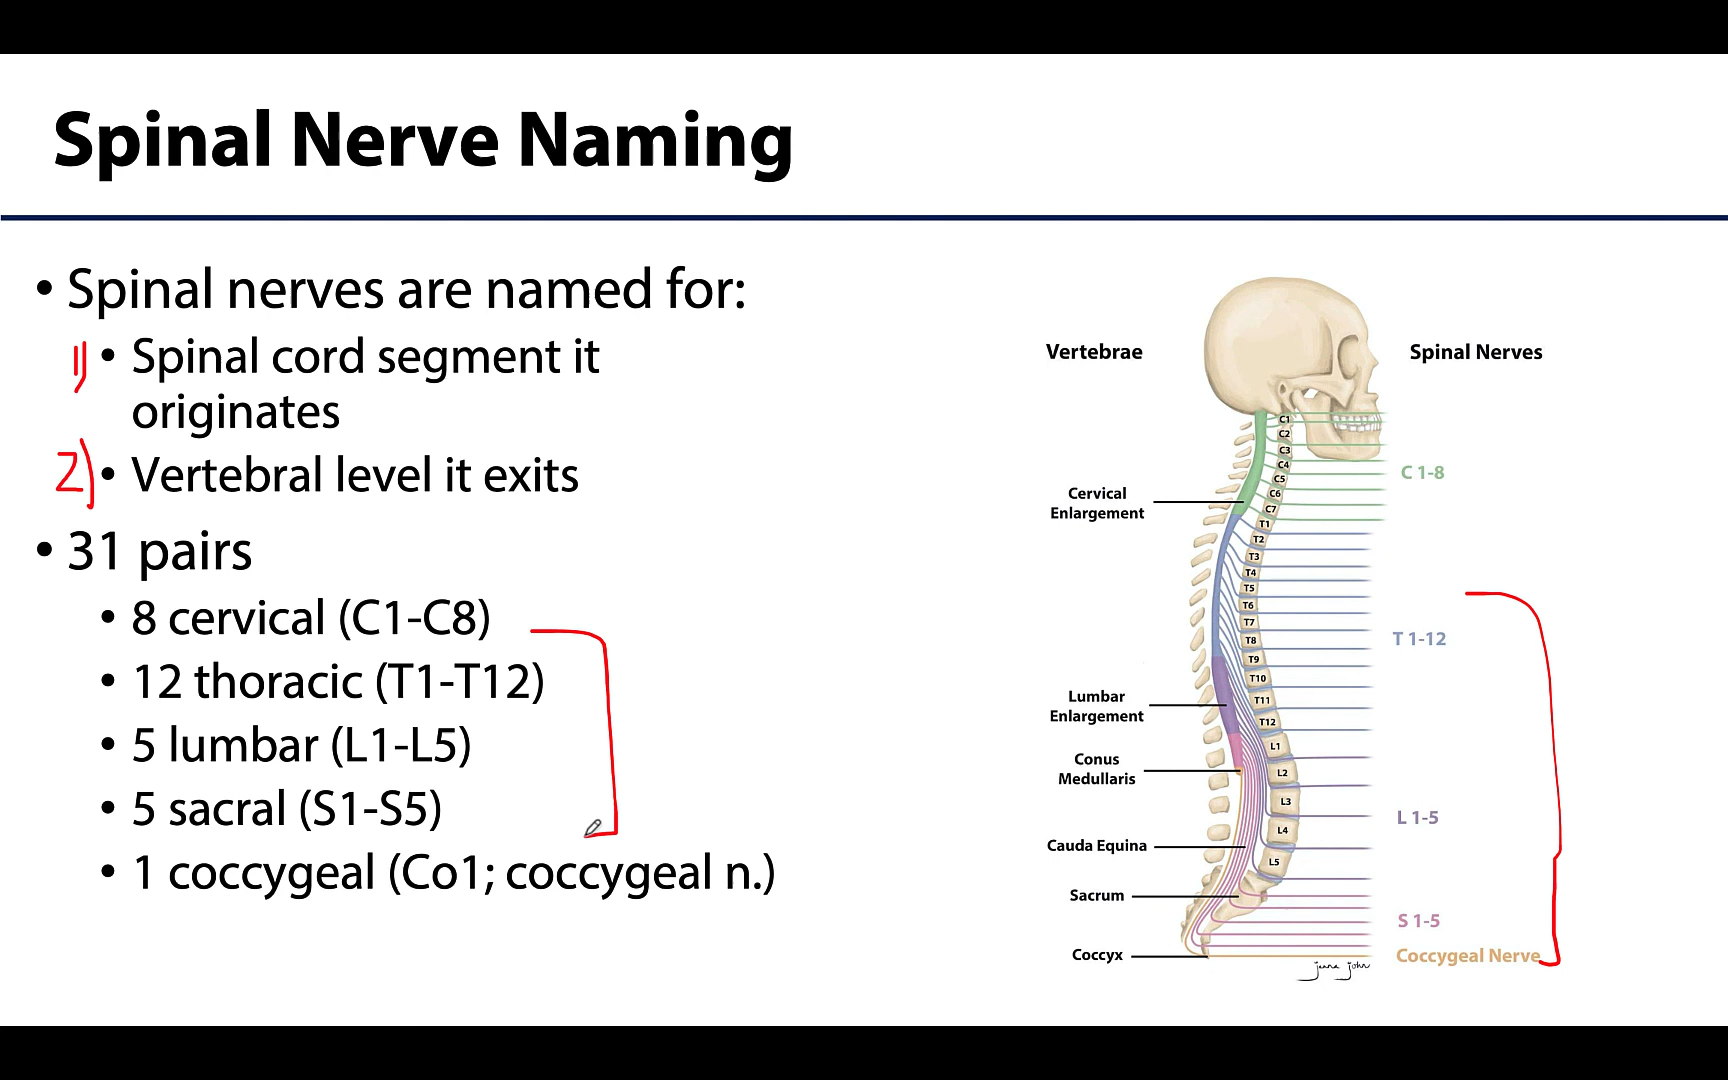 Spinal Nerve Naming
• Spinal nerves are named for:
1) • Spinal cord segment it
originates
2) • Vertebral level it exits
• 31 pairs
• 8 cervical (C1-C8)
• 12 thoracic (T1-T12)
• 5 lumbar (L1-L5)
• 5 sacral (S1-S5)
• 1 coccygeal (Co1; coccygeal n.)
Vertebrae
Spinal Nerves
Cervical
Enlargement
Lumbar
Enlargement
Conus
Medullaris
Cauda Equina
Sacrum
Coccyx
C1
C2
C3
C4
C5
C6
C7
T1
T2
T3
T4
T5
T6
T7
T8
T9
T10
T11
T12
L1
L2
L3
L4
L5
C 1-8
T 1-12
L 1-5
S 1-5
Coccygeal Nerve
jenna john